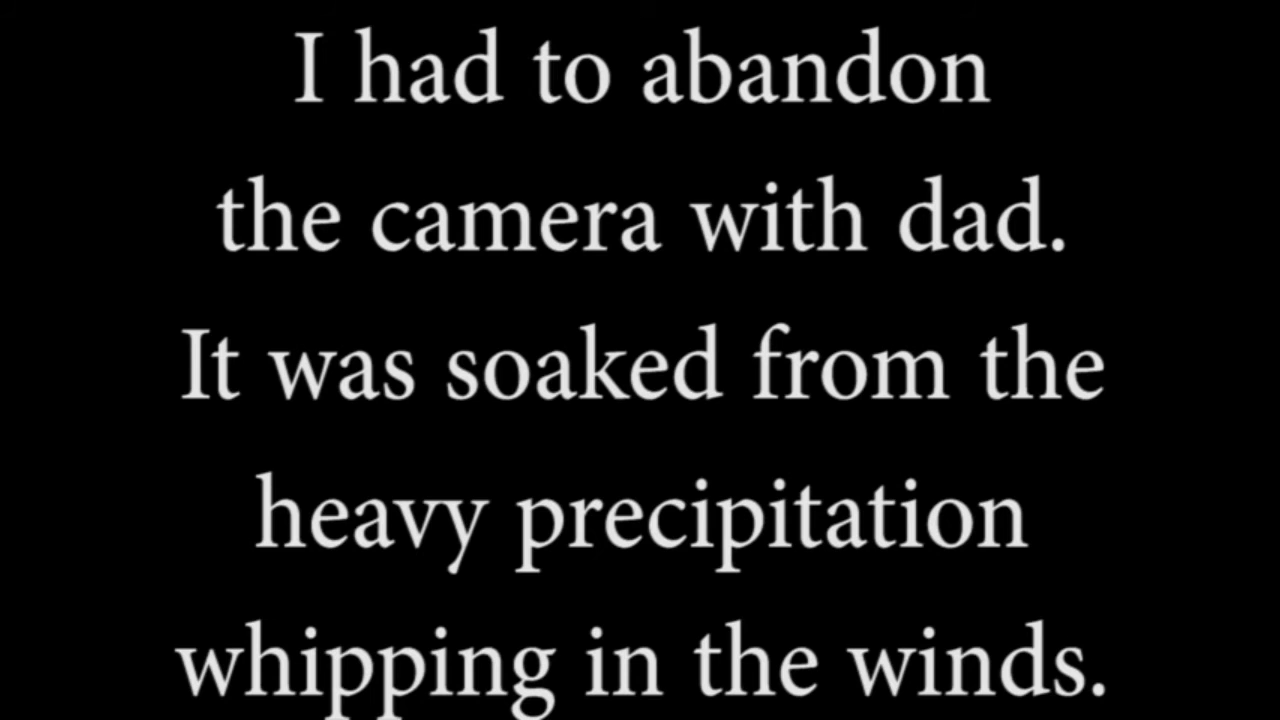 I had to abandon
the camera with dad.
It was soaked from the
heavy precipitation
whipping in the winds.